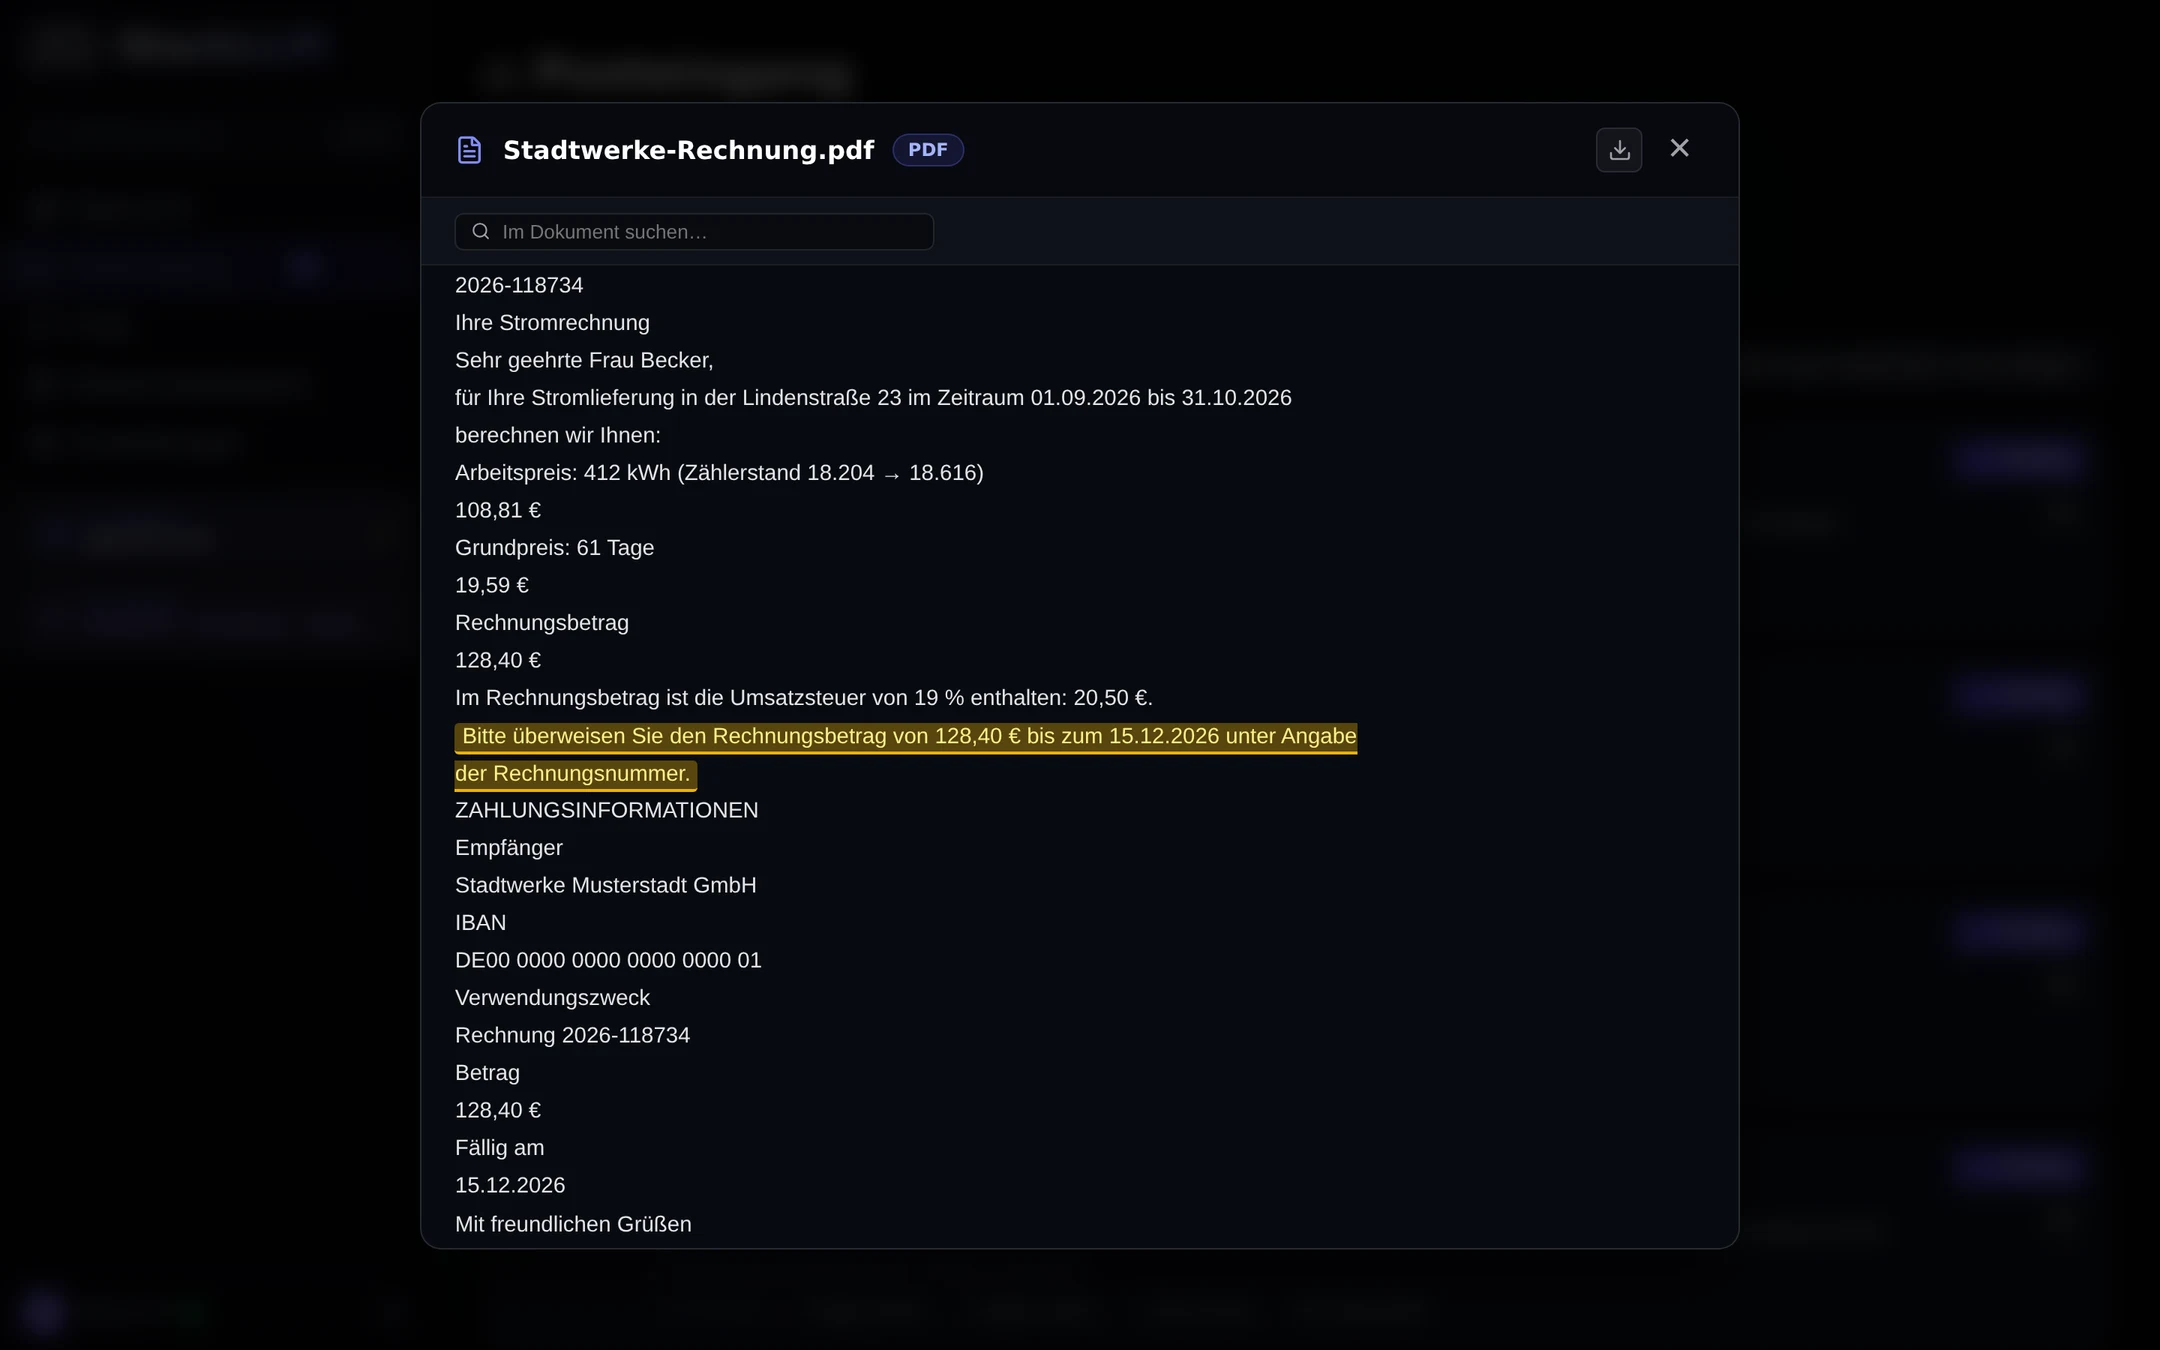 Stadtwerke-Rechnung.pdf PDF
Im Dokument suchen…
2026-118734
Ihre Stromrechnung
Sehr geehrte Frau Becker,
für Ihre Stromlieferung in der Lindenstraße 23 im Zeitraum 01.09.2026 bis 31.10.2026
berechnen wir Ihnen:
Arbeitspreis: 412 kWh (Zählerstand 18.204 → 18.616)
108,81 €
Grundpreis: 61 Tage
19,59 €
Rechnungsbetrag
128,40 €
Im Rechnungsbetrag ist die Umsatzsteuer von 19 % enthalten: 20,50 €.
Bitte überweisen Sie den Rechnungsbetrag von 128,40 € bis zum 15.12.2026 unter Angabe
der Rechnungsnummer.
ZAHLUNGSINFORMATIONEN
Empfänger
Stadtwerke Musterstadt GmbH
IBAN
DE00 0000 0000 0000 0000 01
Verwendungszweck
Rechnung 2026-118734
Betrag
128,40 €
Fällig am
15.12.2026
Mit freundlichen Grüßen